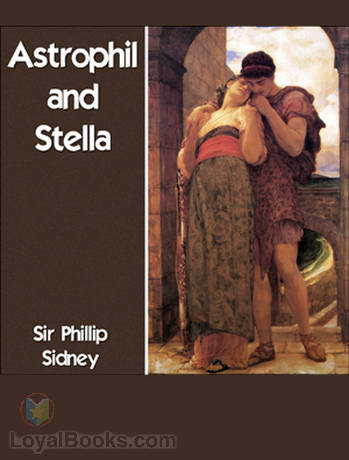 Astrophil
and
Stella
Sir Phillip
Sidney
LoyalBooks.com